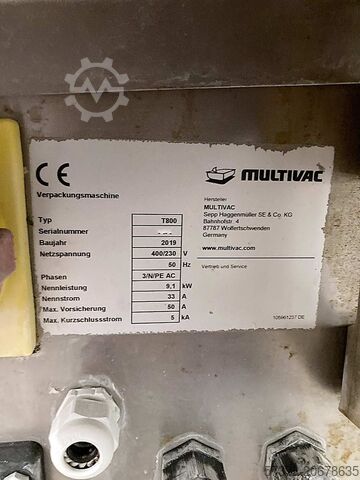 CE
Verpackungsmaschine
MULTIVAC
Hersteller
MULTIVAC
Sepp Haggenmüller SE & Co. KG
Bahnhofstr. 4
87787 Wolfertschwenden
Germany
www.multivac.com
Vertrieb und Service
Typ T800
Serialnummer
Baujahr 2019
Netzspannung 400/230 V
50 Hz
Phasen 3/N/PE AC
Nennleistung 9,1 kW
Nennstrom 33 A
Max. Vorsicherung 50 A
Max. Kurzschlussstrom 5 kA
105961237 DE